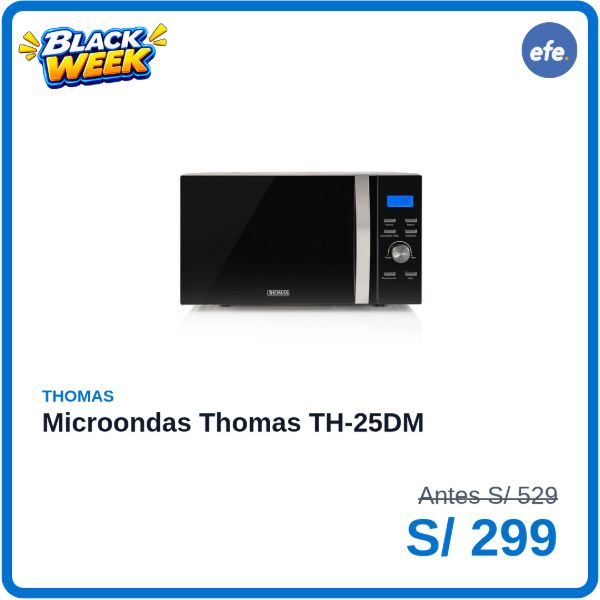 BLACK
WEEK
efe.
THOMAS
THOMAS
Microondas Thomas TH-25DM
Antes S/ 529
S/ 299